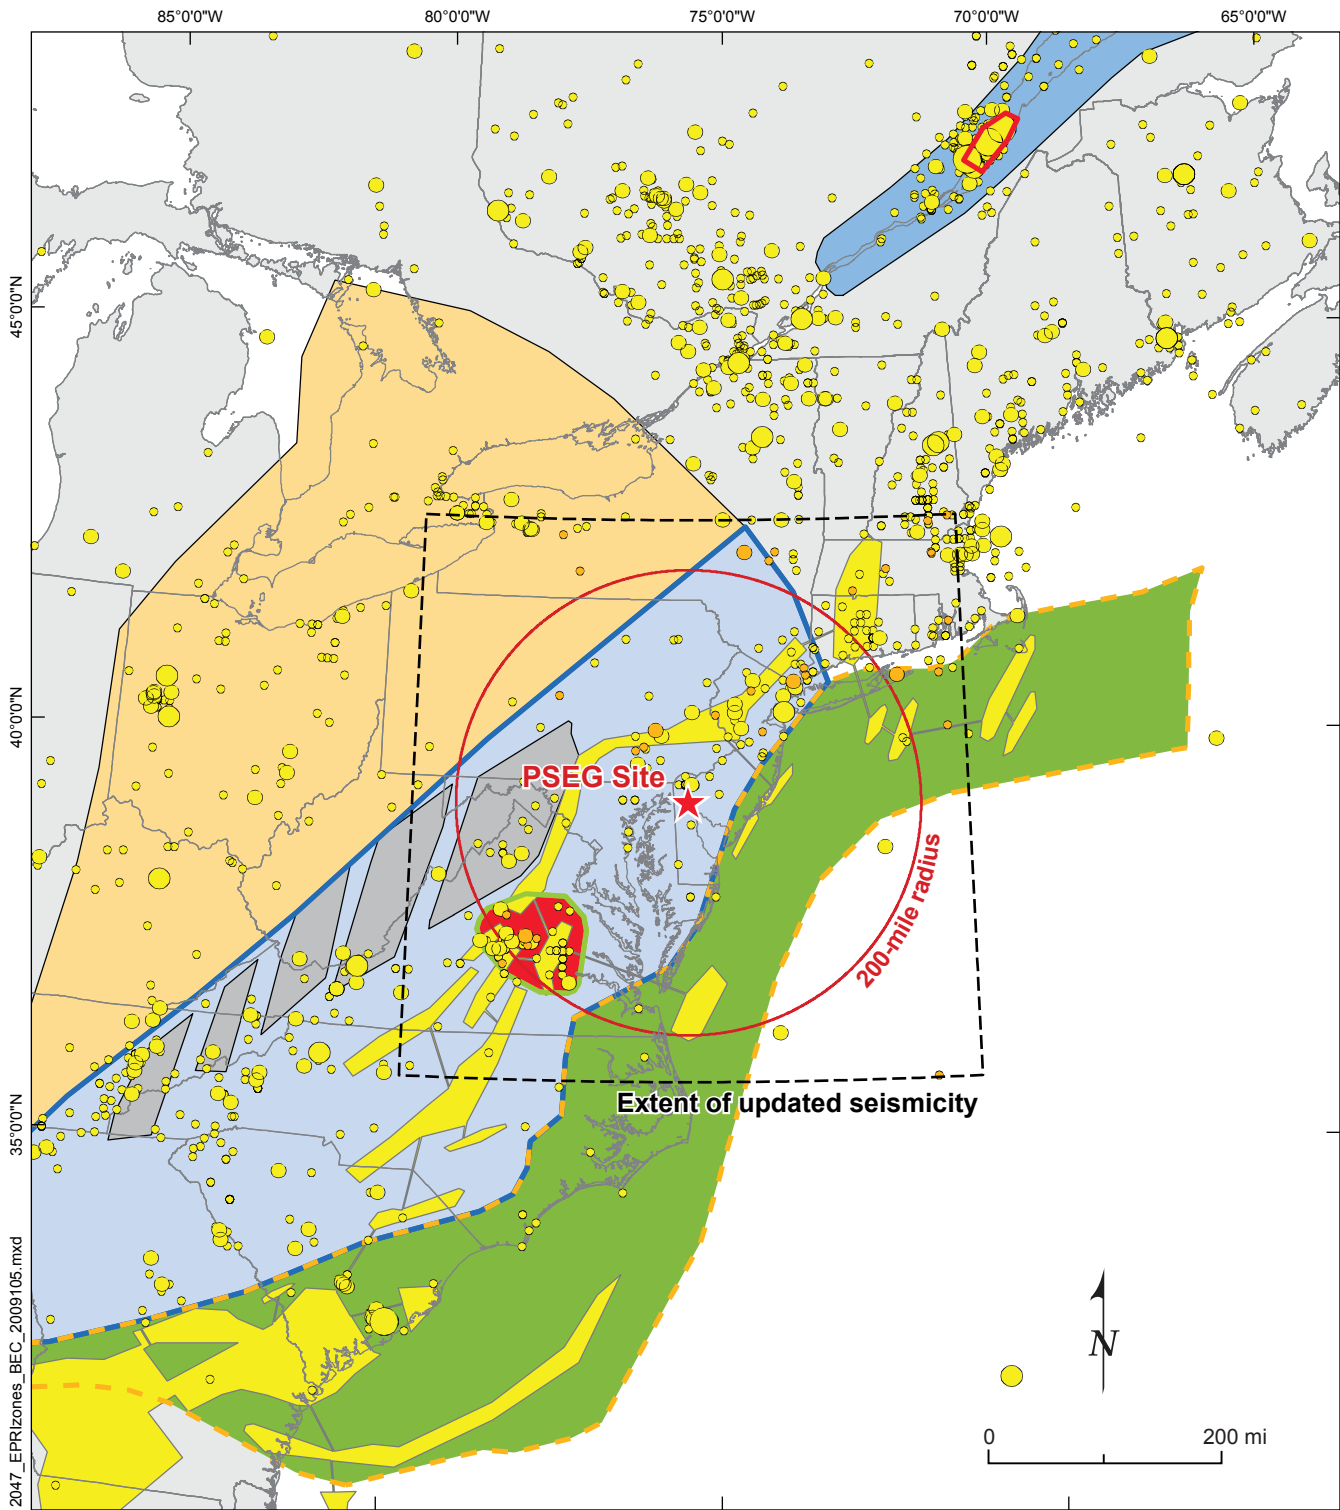 85°0'0"W
80°0'0"W
75°0'0"W
70°0'0"W
65°0'0"W
45°0'0"N
40°0'0"N
35°0'0"N
PSEG Site
200-mile radius
Extent of updated seismicity
N
0
200 mi
2047_EPRIzones_BEC_2009105.mxd